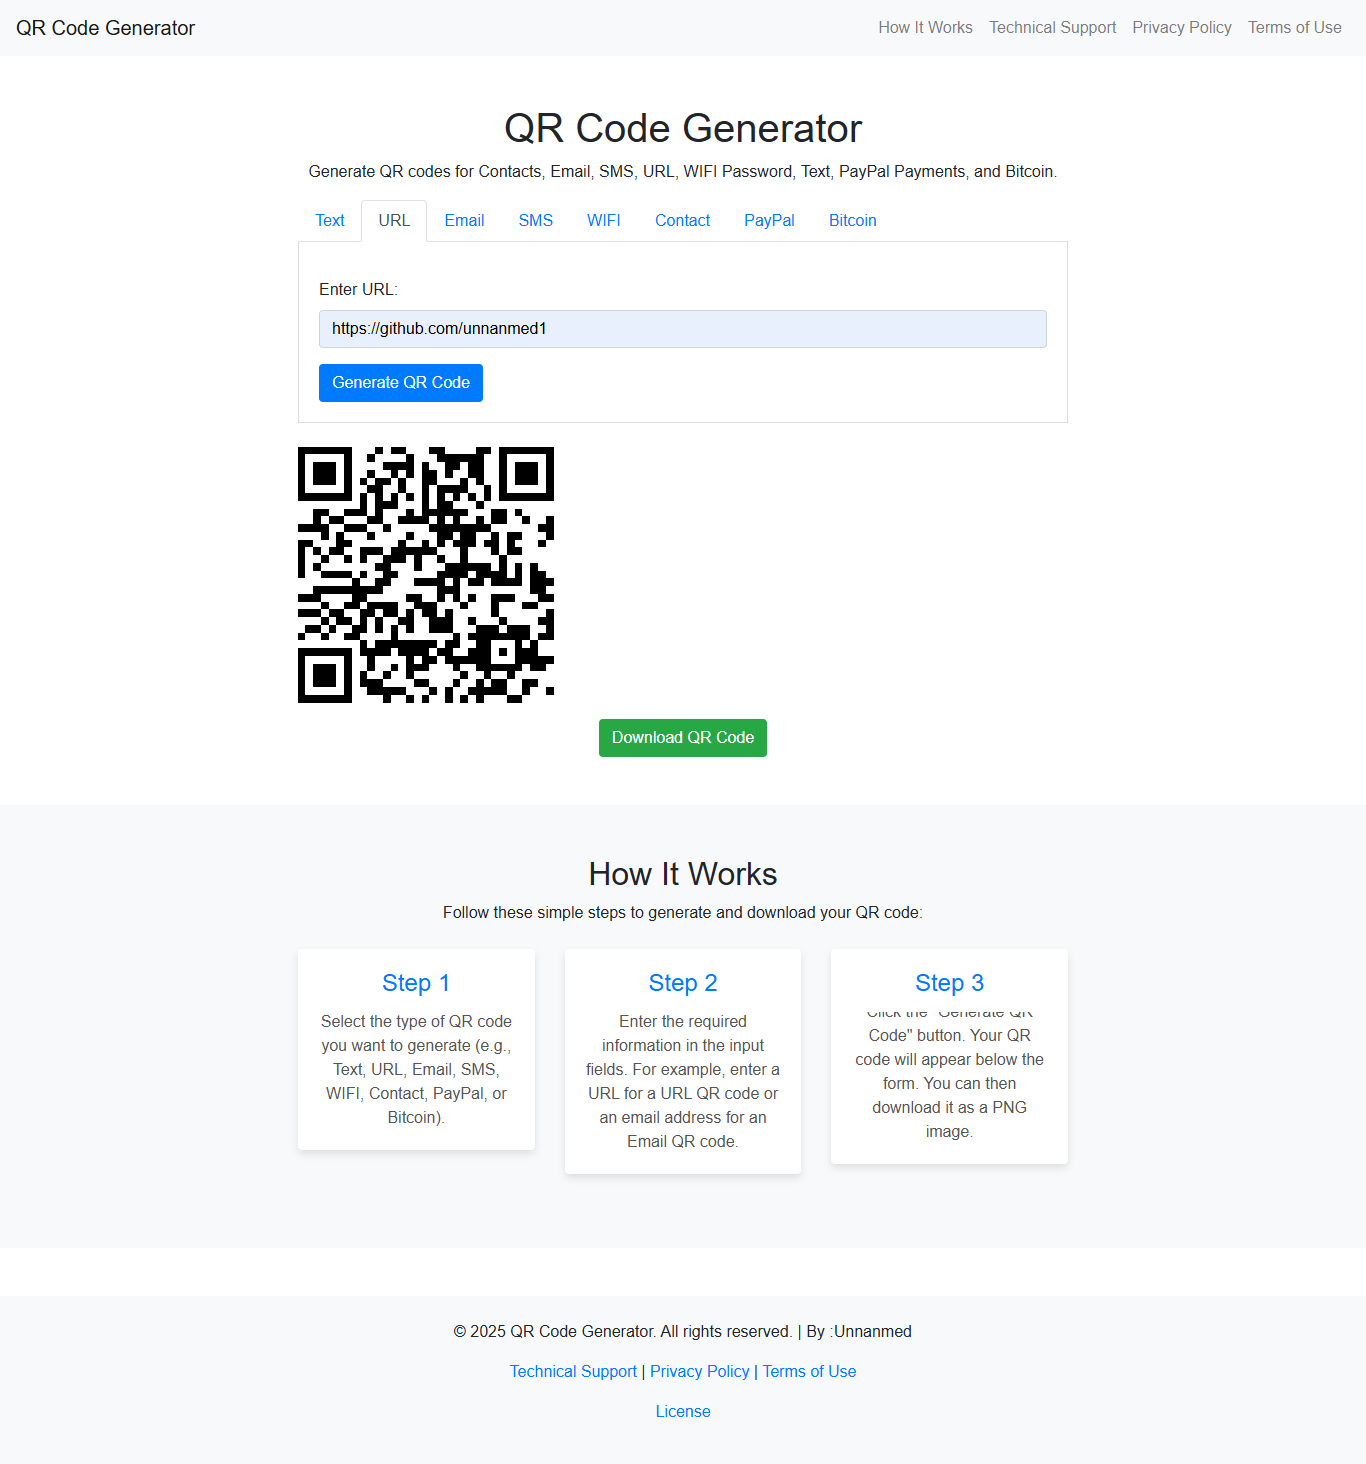 QR Code Generator
How It Works Technical Support Privacy Policy Terms of Use
QR Code Generator
Generate QR codes for Contacts, Email, SMS, URL, WIFI Password, Text, PayPal Payments, and Bitcoin.
Text URL Email SMS WIFI Contact PayPal Bitcoin
Enter URL:
https://github.com/unnanmed1
Generate QR Code
Download QR Code
How It Works
Follow these simple steps to generate and download your QR code:
Step 1
Select the type of QR code
you want to generate (e.g.,
Text, URL, Email, SMS,
WIFI, Contact, PayPal, or
Bitcoin).
Step 2
Enter the required
information in the input
fields. For example, enter a
URL for a URL QR code or
an email address for an
Email QR code.
Step 3
Click the "Generate QR
Code" button. Your QR
code will appear below the
form. You can then
download it as a PNG
image.
© 2025 QR Code Generator. All rights reserved. | By :Unnanmed
Technical Support | Privacy Policy | Terms of Use
License